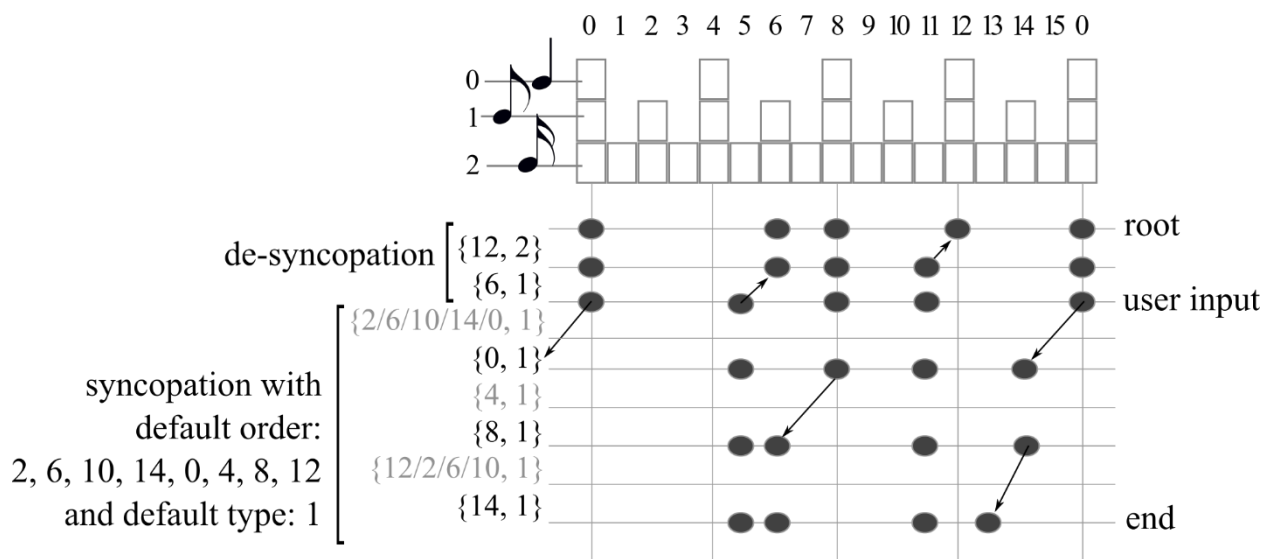 0 1 2 3 4 5 6 7 8 9 10 11 12 13 14 15 0
0
1
2
root
de-syncopation
{12, 2}
{6, 1}
user input
{2/6/10/14/0, 1}
{0, 1}
syncopation with
default order:
2, 6, 10, 14, 0, 4, 8, 12
and default type: 1
{4, 1}
{8, 1}
{12/2/6/10, 1}
{14, 1}
end